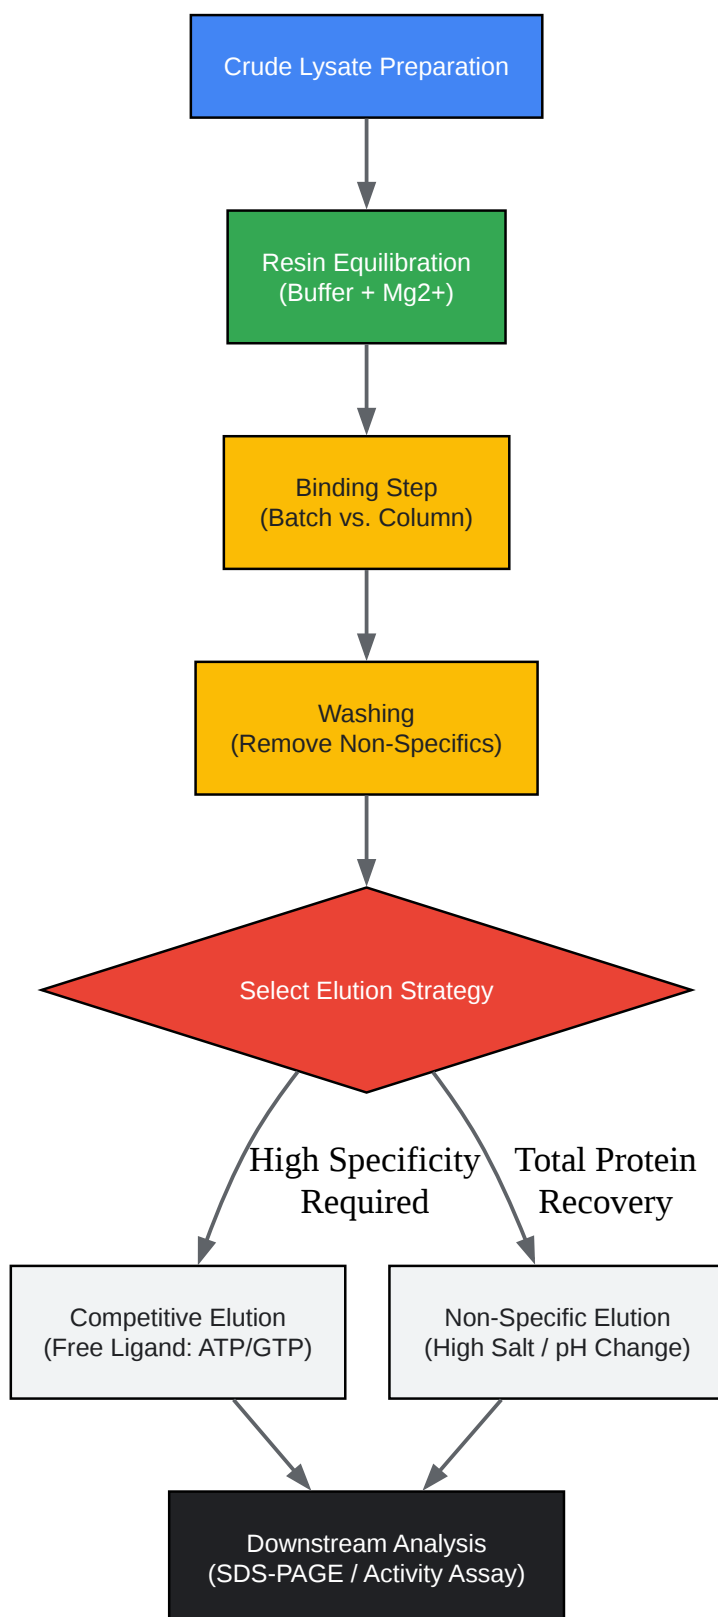 Crude Lysate Preparation
Resin Equilibration
(Buffer + Mg2+)
Binding Step
(Batch vs. Column)
Washing
(Remove Non-Specifics)
Select Elution Strategy
High Specificity
Required
Total Protein
Recovery
Competitive Elution
(Free Ligand: ATP/GTP)
Non-Specific Elution
(High Salt / pH Change)
Downstream Analysis
(SDS-PAGE / Activity Assay)